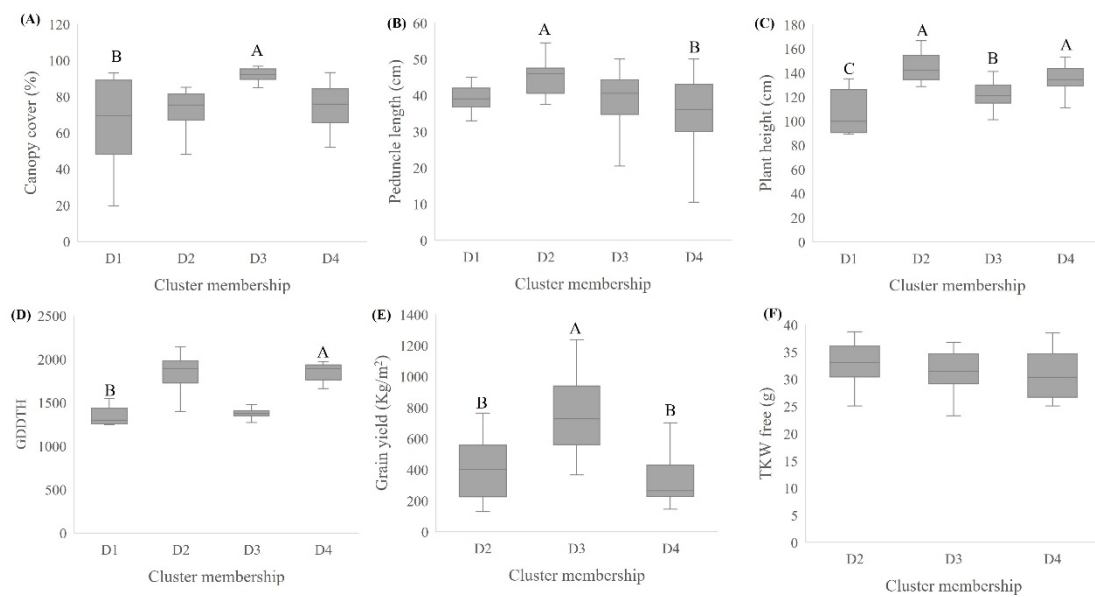 (A)
Canopy cover (%)
120
100
80
60
40
20
0
B
A
D1 D2 D3 D4
Cluster membership
(B)
Peduncle length (cm)
60
50
40
30
20
10
0
A
B
D1 D2 D3 D4
Cluster membership
(C)
Plant height (cm)
180
160
140
120
100
80
60
40
20
0
C
A
B
A
D1 D2 D3 D4
Cluster membership
(D)
GDDTH
2500
2000
1500
1000
500
0
B
A
D1 D2 D3 D4
Cluster membership
(E)
Grain yield (Kg/m²)
1400
1200
1000
800
600
400
200
0
B
A
B
D2 D3 D4
Cluster membership
(F)
TKW free (g)
40
35
30
25
20
15
10
5
0
D2 D3 D4
Cluster membership